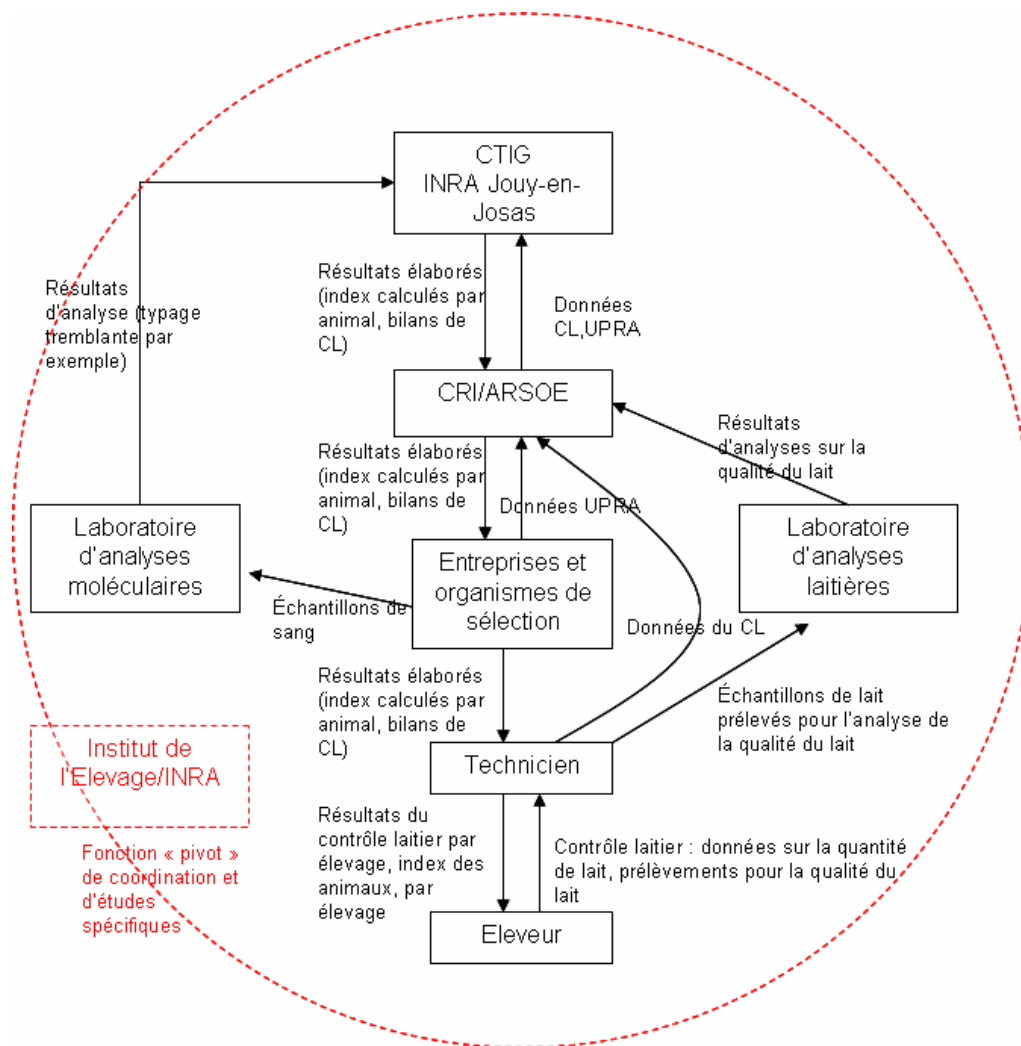 CTIG
INRA Jouy-en-
Josas
Résultats
d'analyse (typage
tremblante par
exemple)
Résultats élaborés
(index calculés par
animal, bilans de
CL)
Données
CL,UPRA
CRI/ARSOE
Résultats élaborés
(index calculés par
animal, bilans de
CL)
Données UPRA
Résultats
d'analyses sur la
qualité du lait
Laboratoire
d'analyses
moléculaires
Entreprises et
organismes de
sélection
Laboratoire
d'analyses
laitières
Échantillons de
sang
Données du CL
Résultats élaborés
(index calculés par
animal, bilans de
CL)
Échantillons de lait
prélevés pour l'analyse de
la qualité du lait
Institut de
l'Elevage/INRA
Technicien
Fonction « pivot »
de coordination et
d'études
spécifiques
Résultats du
contrôle laitier par
élevage, index des
animaux, par
élevage
Contrôle laitier : données sur la quantité
de lait, prélèvements pour la qualité du
lait
Eleveur